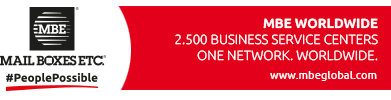 MBE
MAIL BOXES ETC.®
#PeoplePossible
MBE WORLDWIDE
2.500 BUSINESS SERVICE CENTERS
ONE NETWORK. WORLDWIDE.
www.mbeglobal.com